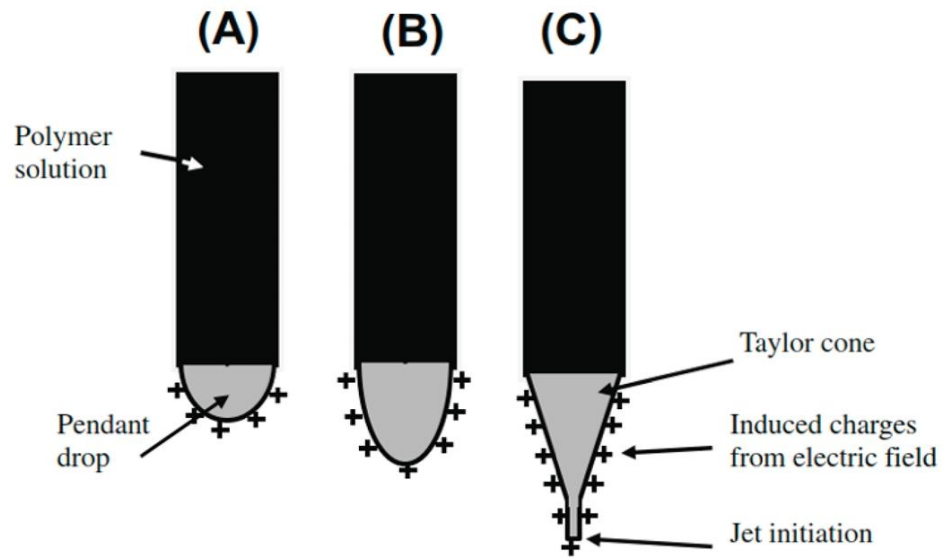 (A)
(B)
(C)
Polymer
solution
Pendant
drop
Taylor cone
Induced charges
from electric field
Jet initiation